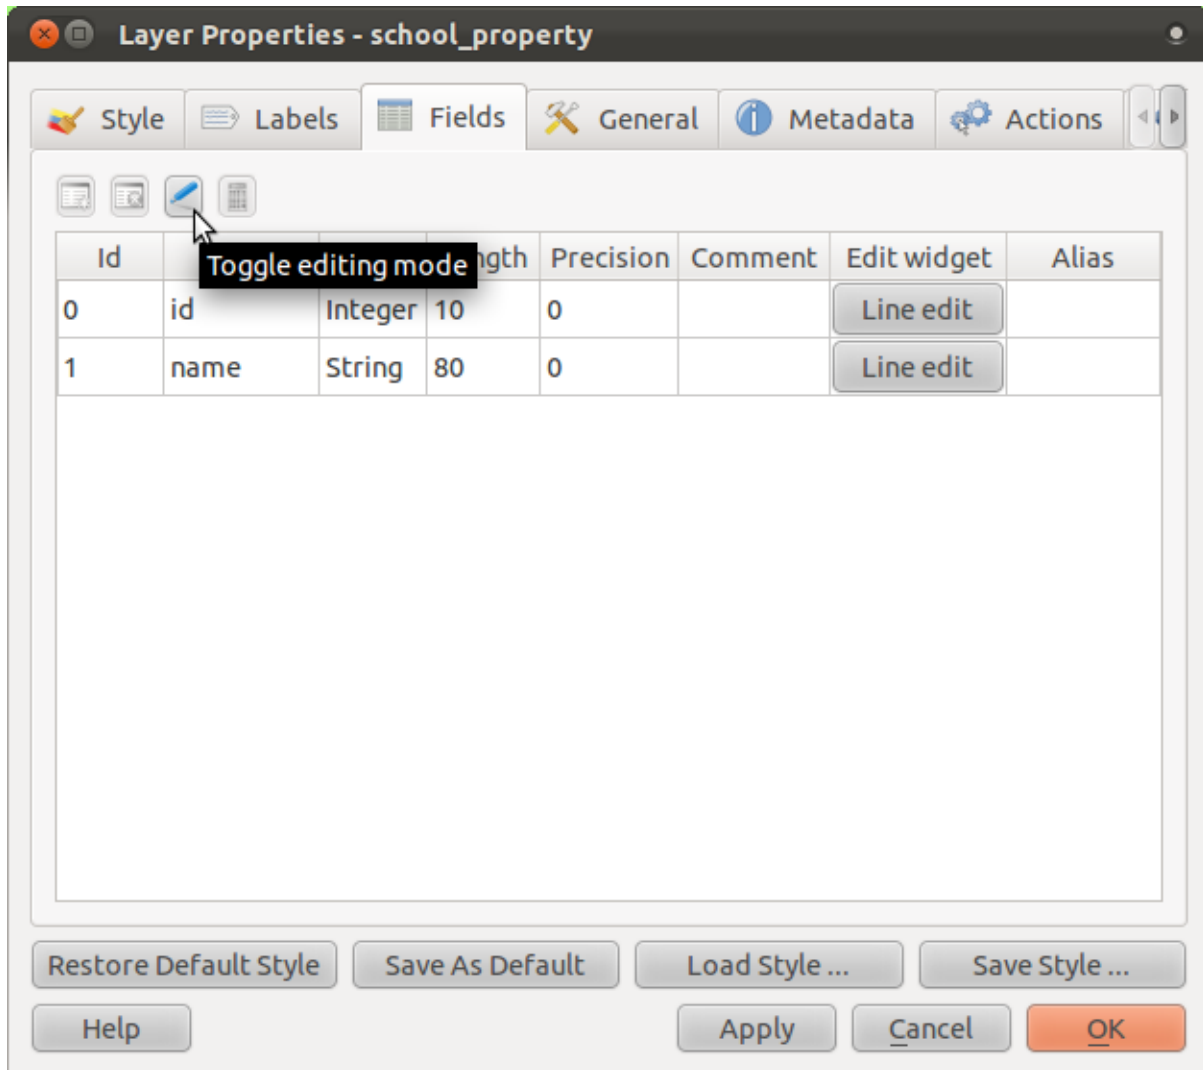 Layer Properties - school_property
Style Labels Fields General Metadata Actions
Toggle editing mode
Id ngth Precision Comment Edit widget Alias
0 id Integer 10 0 Line edit
1 name String 80 0 Line edit
Restore Default Style Save As Default Load Style ... Save Style ...
Help Apply Cancel OK